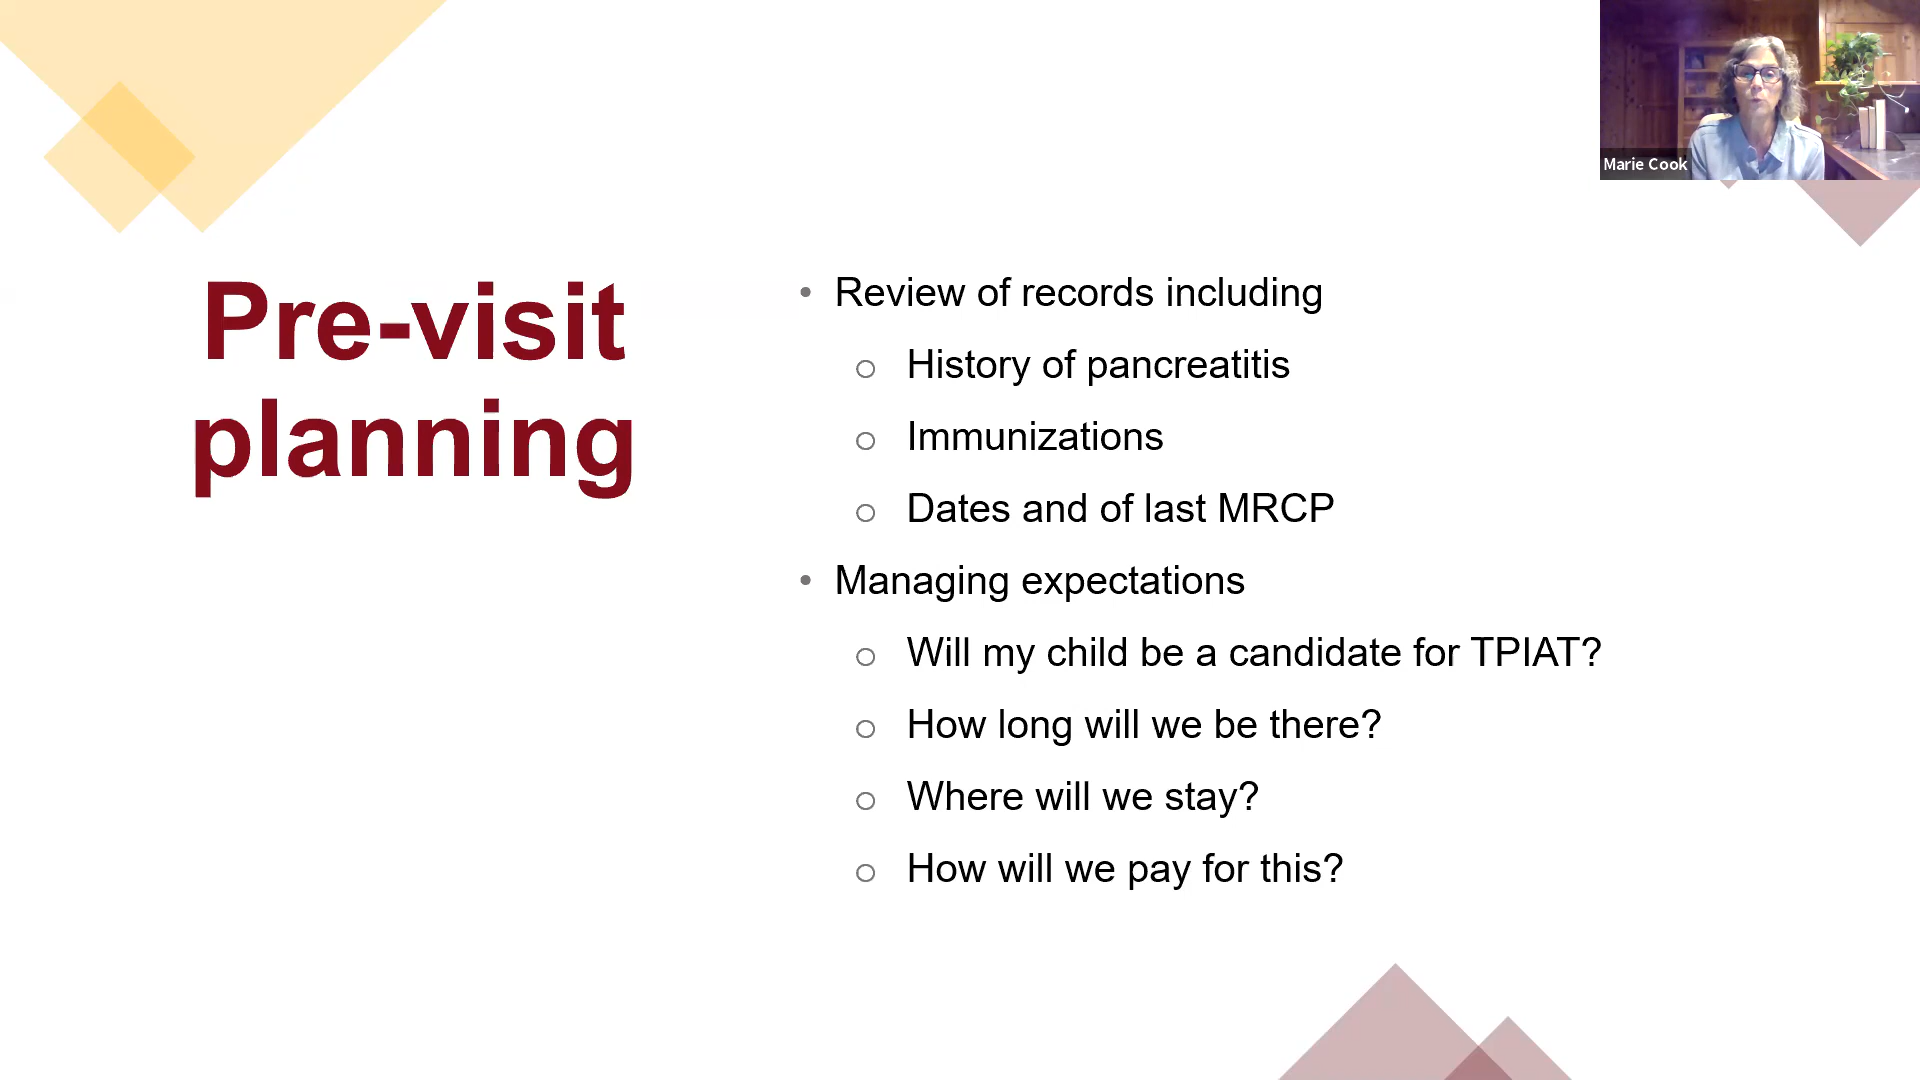 Marie Cook
Pre-visit
planning
• Review of records including
o History of pancreatitis
o Immunizations
o Dates and of last MRCP
• Managing expectations
o Will my child be a candidate for TPIAT?
o How long will we be there?
o Where will we stay?
o How will we pay for this?